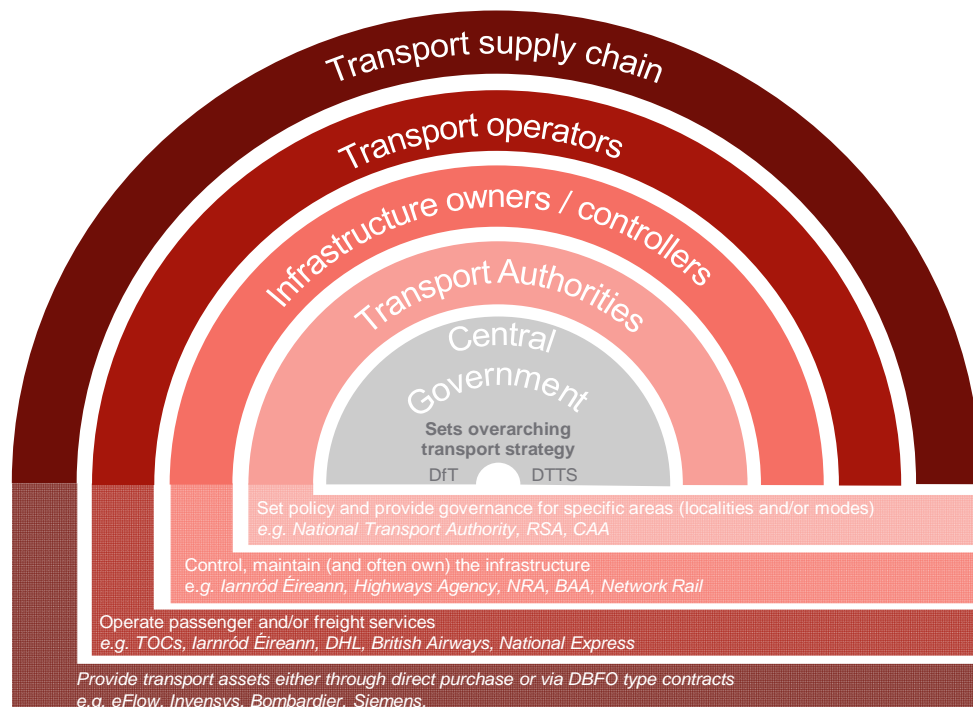 Transport supply chain
Transport operators
Infrastructure owners / controllers
Transport Authorities
Central
Government
Sets overarching
transport strategy
DfT DTTS
Set policy and provide governance for specific areas (localities and/or modes)
e.g. National Transport Authority, RSA, CAA
Control, maintain (and often own) the infrastructure
e.g. Iarnród Éireann, Highways Agency, NRA, BAA, Network Rail
Operate passenger and/or freight services
e.g. TOCs, Iarnród Éireann, DHL, British Airways, National Express
Provide transport assets either through direct purchase or via DBFO type contracts
e.g. eFlow, Invensys, Bombardier, Siemens.